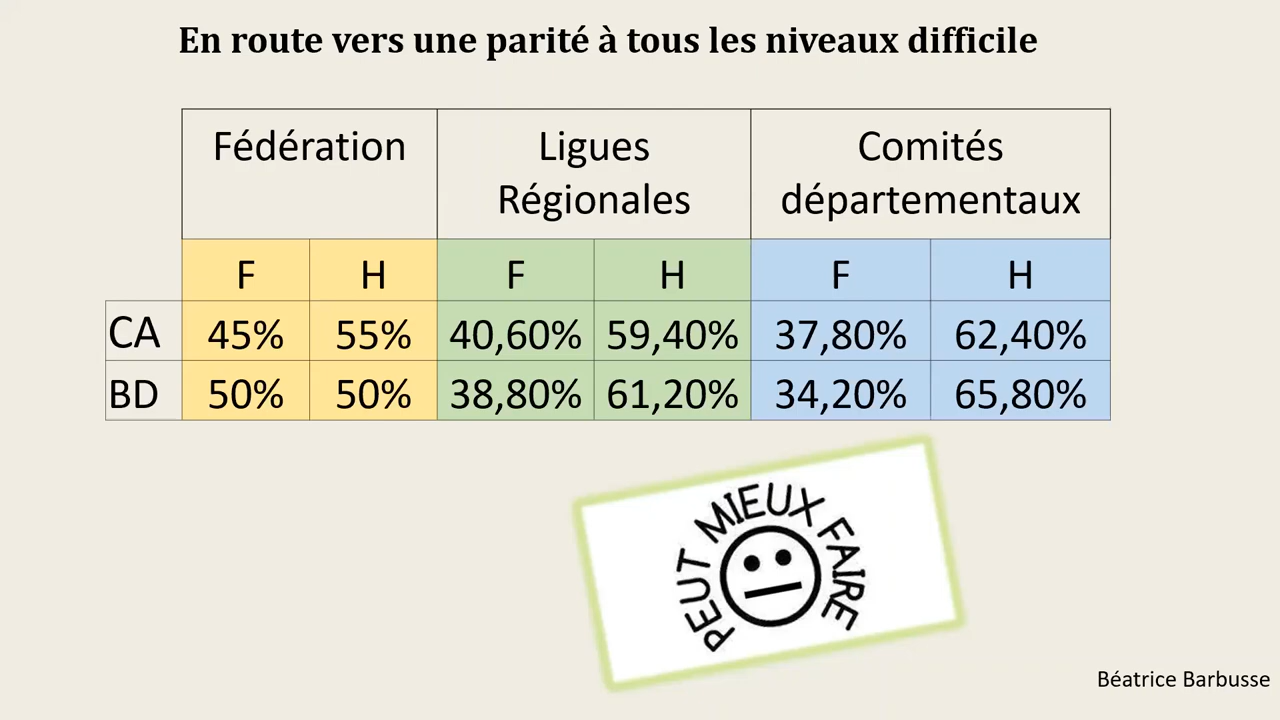 En route vers une parité à tous les niveaux difficile
Fédération
Ligues
Régionales
Comités
départementaux
F H F H F H
CA 45% 55% 40,60% 59,40% 37,80% 62,40%
BD 50% 50% 38,80% 61,20% 34,20% 65,80%
PEUT MIEUX FAIRE
Béatrice Barbusse